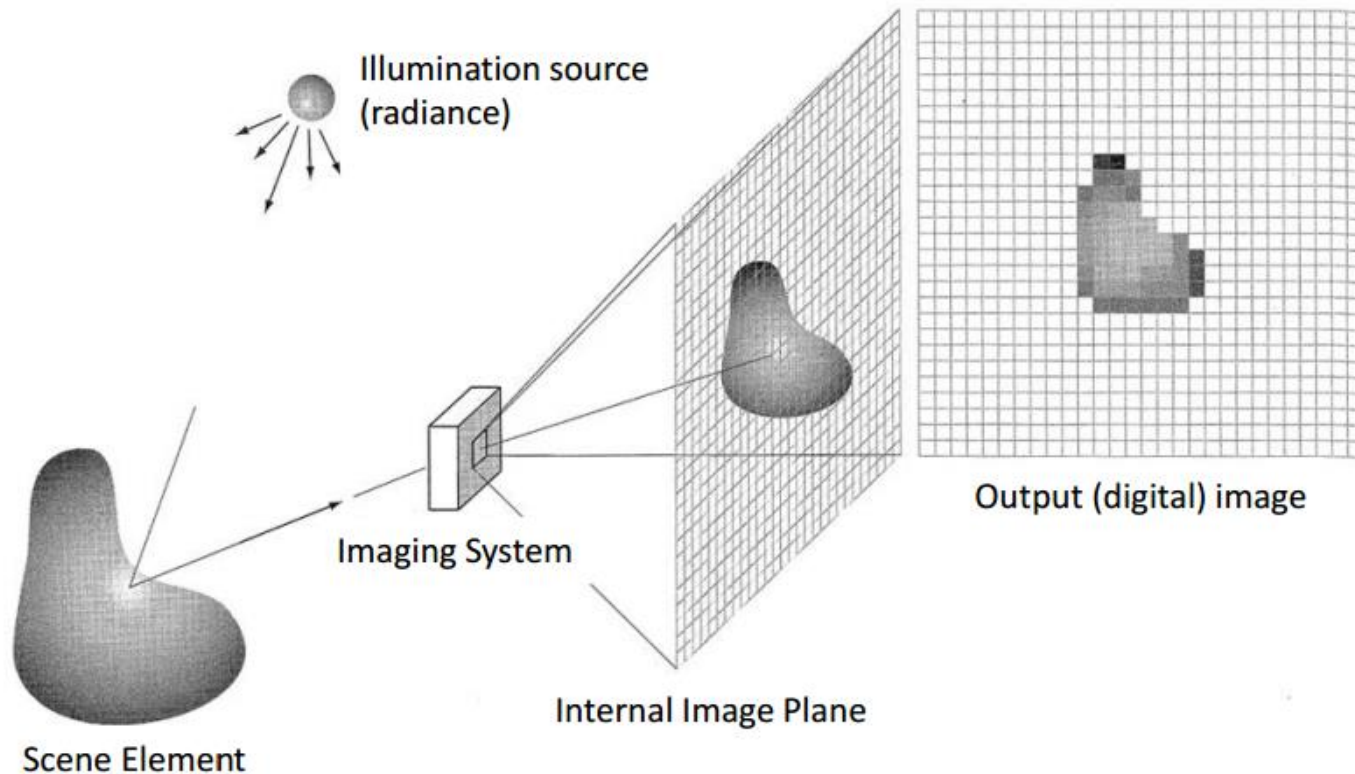 Illumination source
(radiance)
Output (digital) image
Imaging System
Internal Image Plane
Scene Element